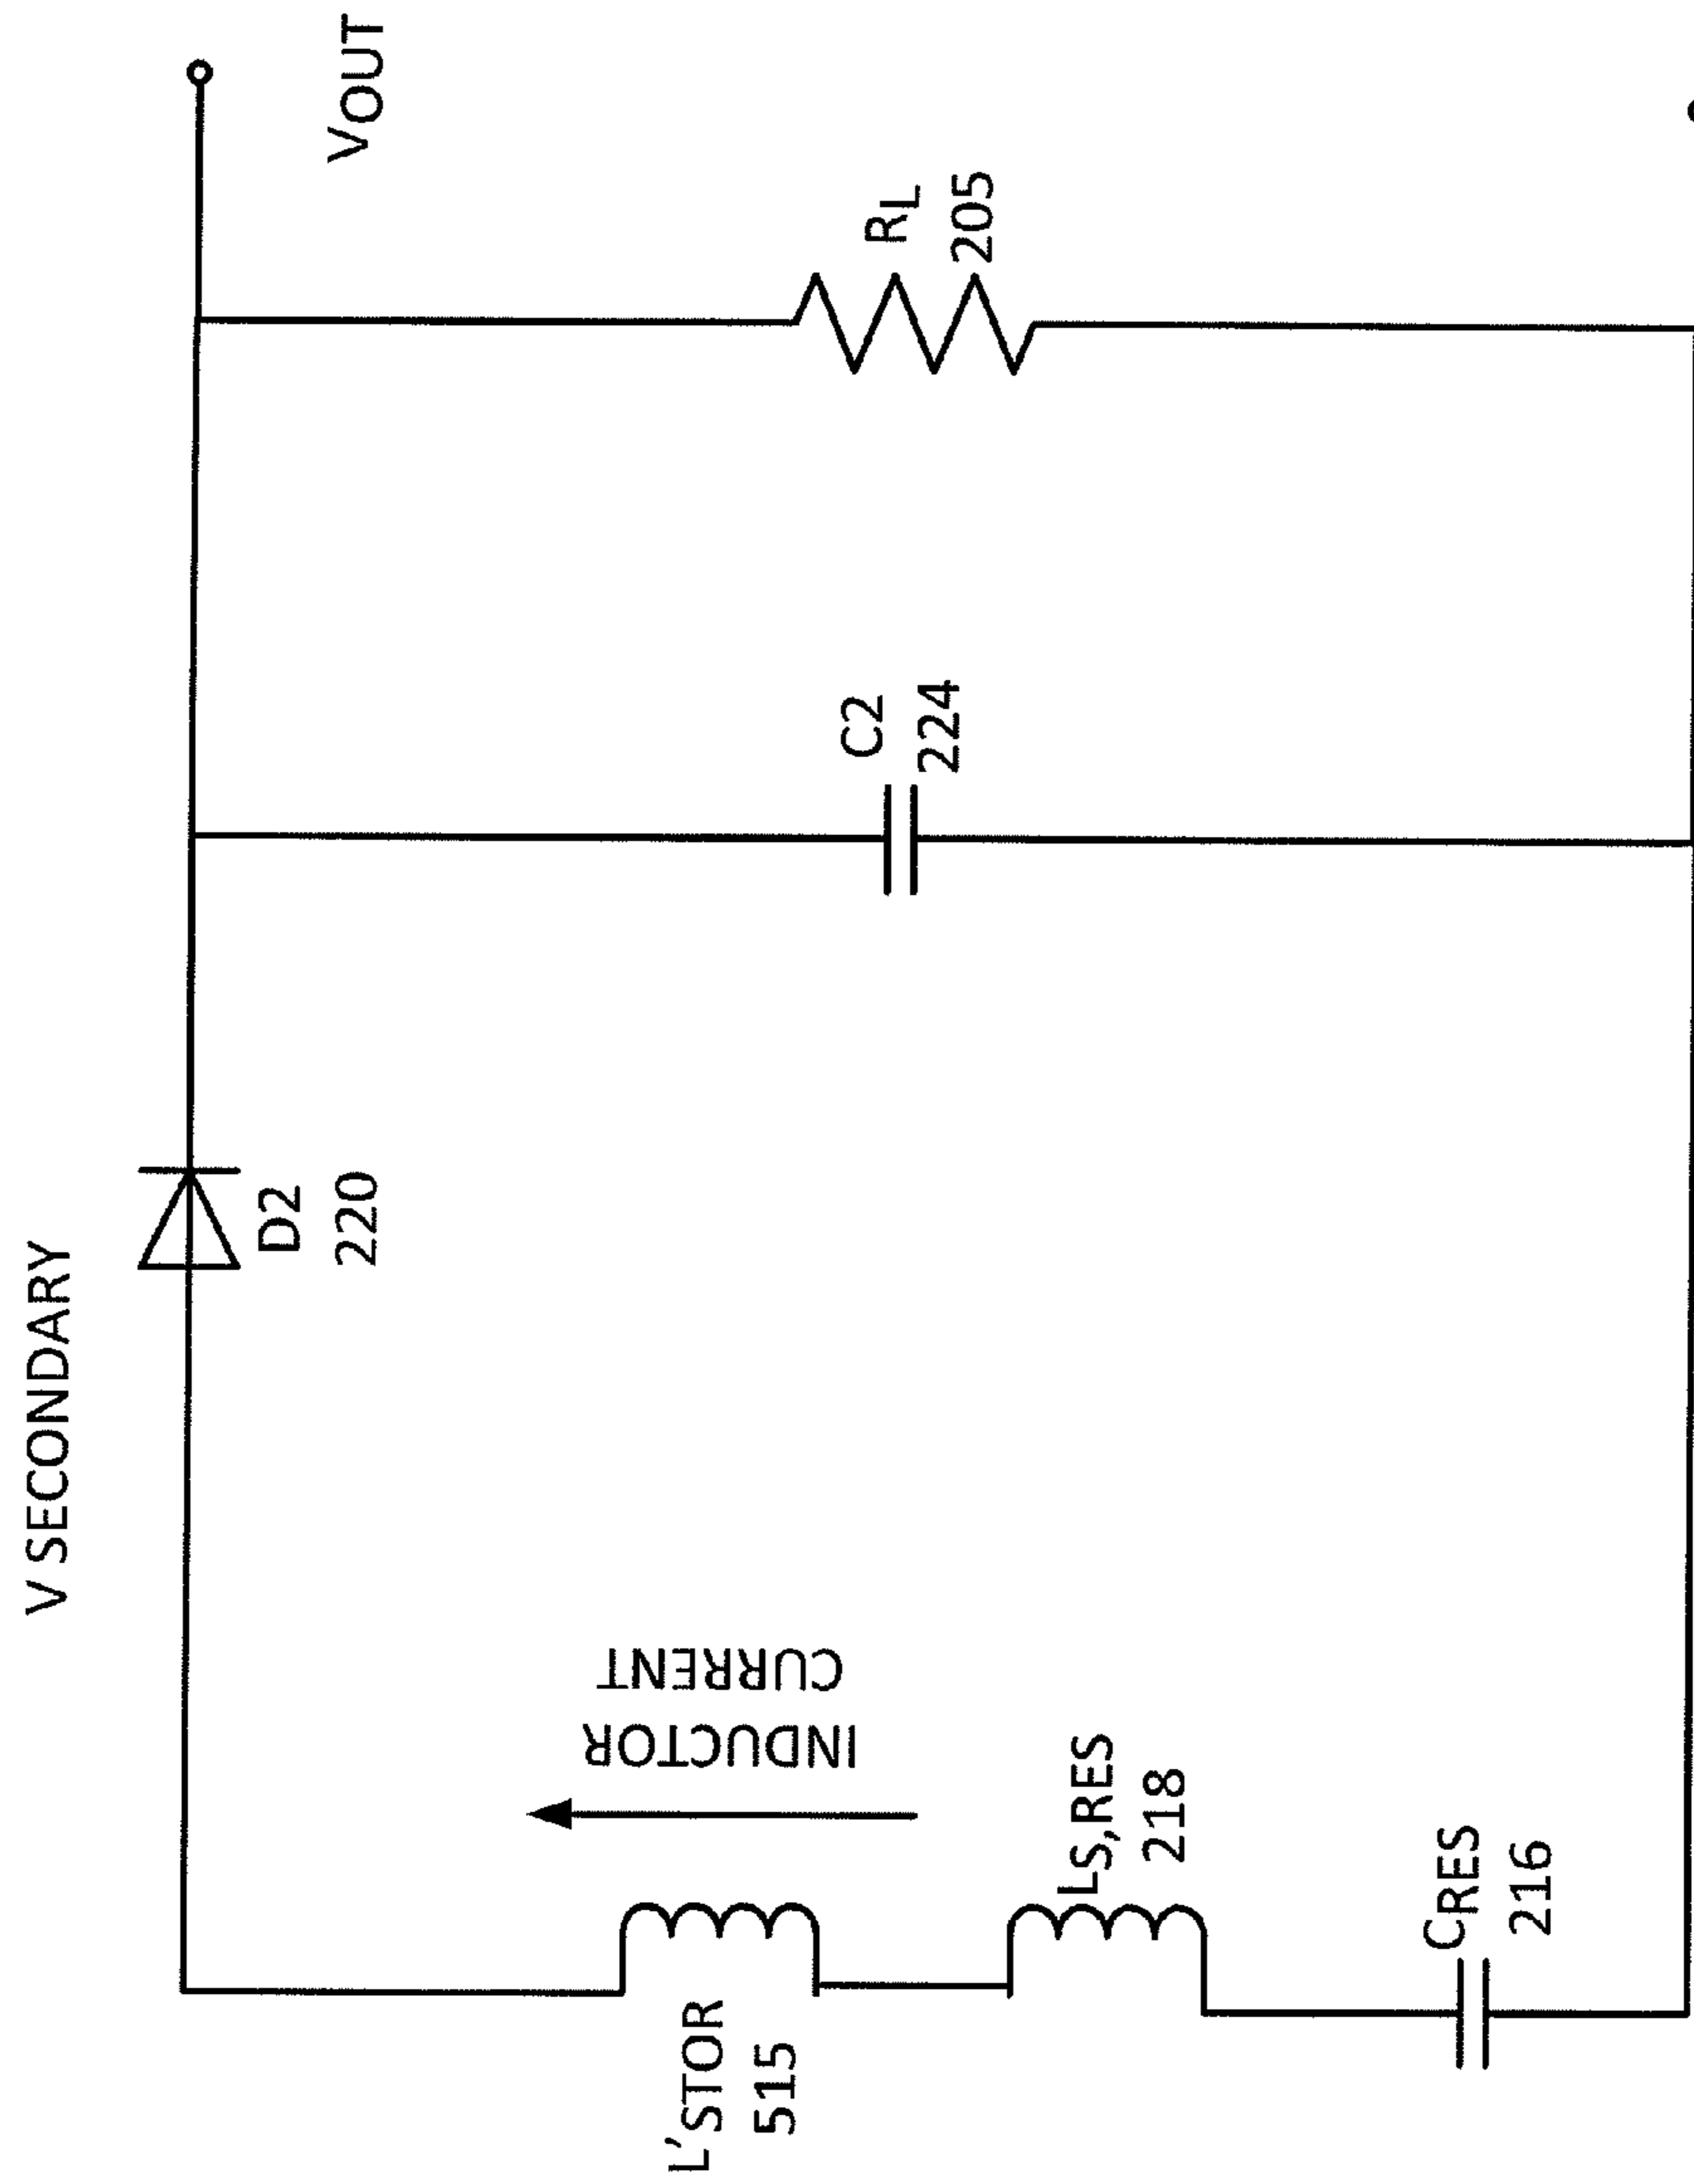 V SECONDARY
VOUT
D2
220
C2
224
RL
205
INDUCTOR
CURRENT
L'STOR
515
LS,RES
218
CRES
216